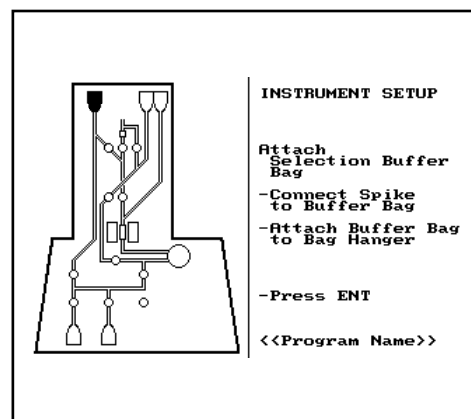 INSTRUMENT SETUP
Attach
Selection Buffer
Bag
-Connect Spike
to Buffer Bag
-Attach Buffer Bag
to Bag Hanger
-Press ENT
<<Program Name>>